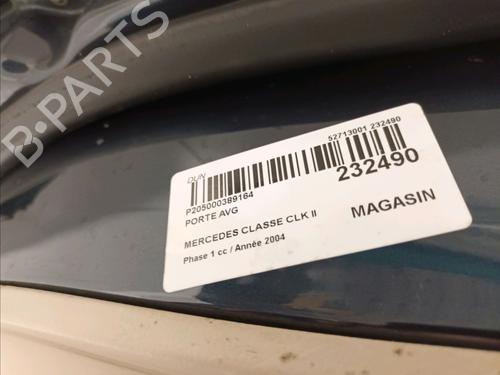 B-PARTS
DUN
52713001 232490
232490
P205000389164
PORTE AVG
MERCEDES CLASSE CLK II
MAGASIN
Phase 1 cc / Année 2004